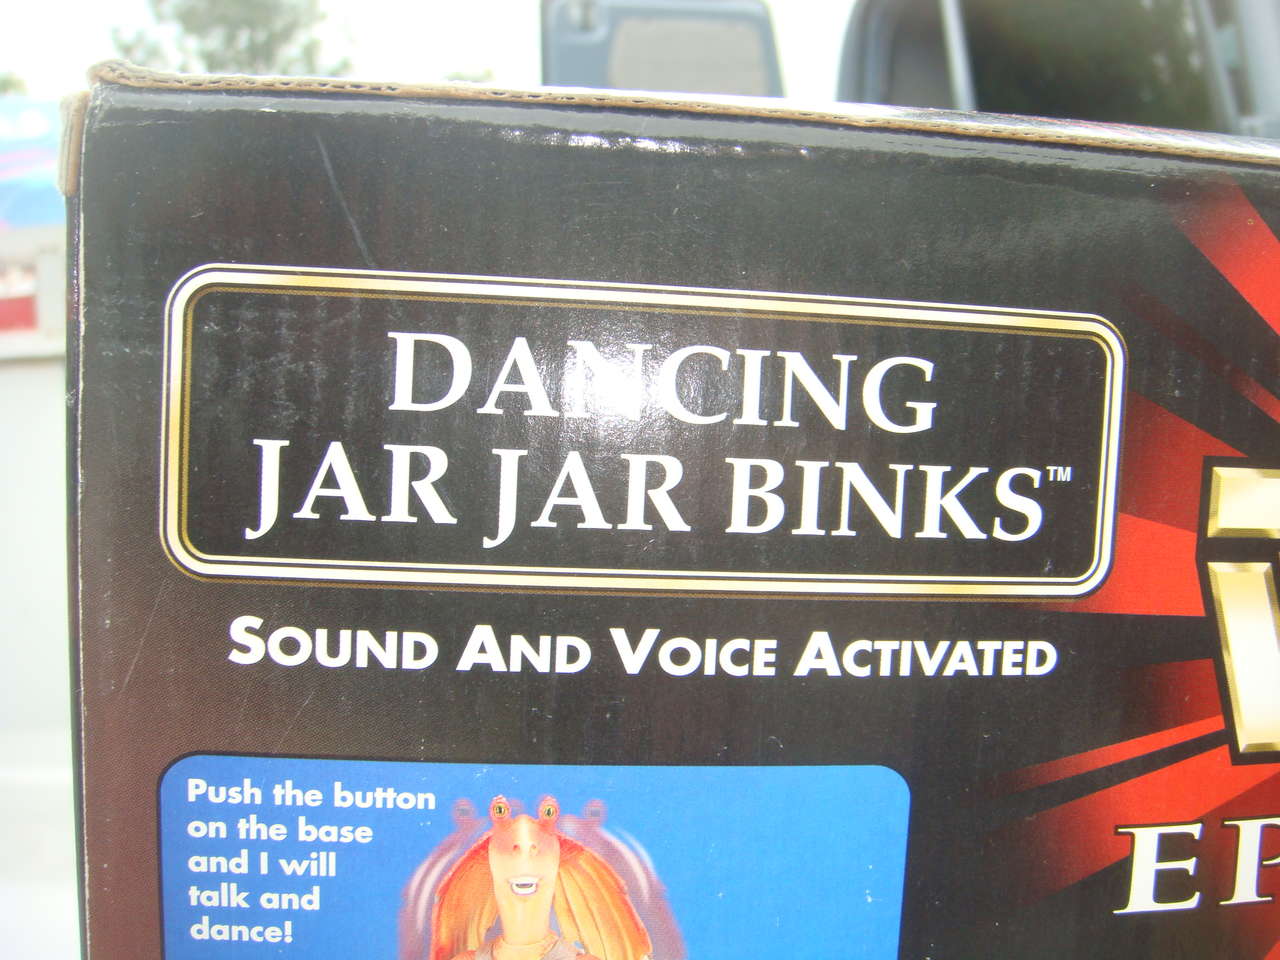 DANCING
JAR JAR BINKS™
SOUND AND VOICE ACTIVATED
Push the button
on the base
and I will
talk and
dance!
EP